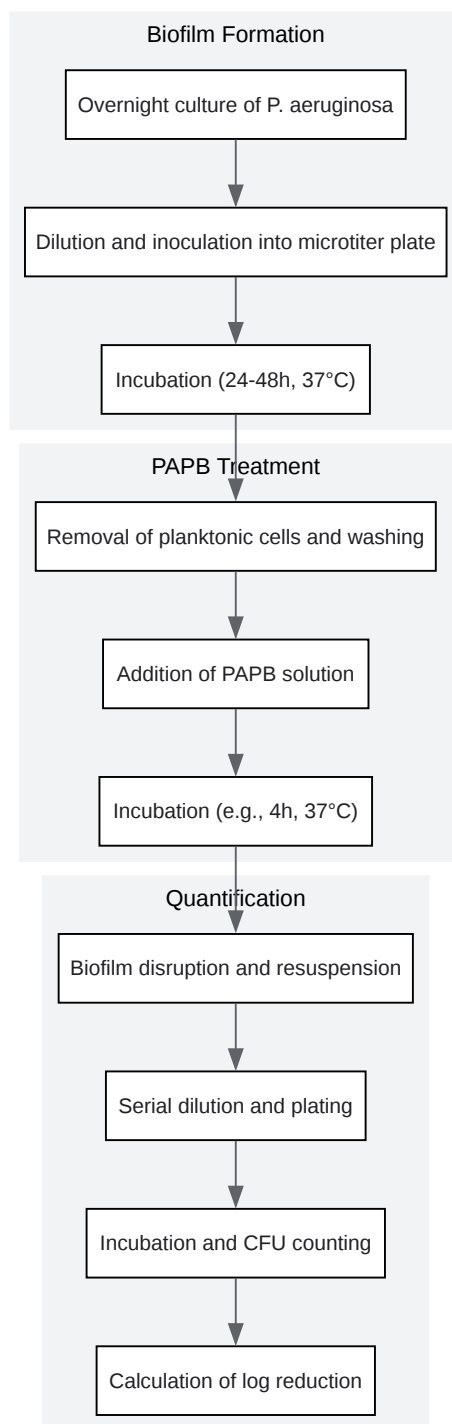 Biofilm Formation
Overnight culture of P. aeruginosa
Dilution and inoculation into microtiter plate
Incubation (24-48h, 37°C)
PAPB Treatment
Removal of planktonic cells and washing
Addition of PAPB solution
Incubation (e.g., 4h, 37°C)
Quantification
Biofilm disruption and resuspension
Serial dilution and plating
Incubation and CFU counting
Calculation of log reduction